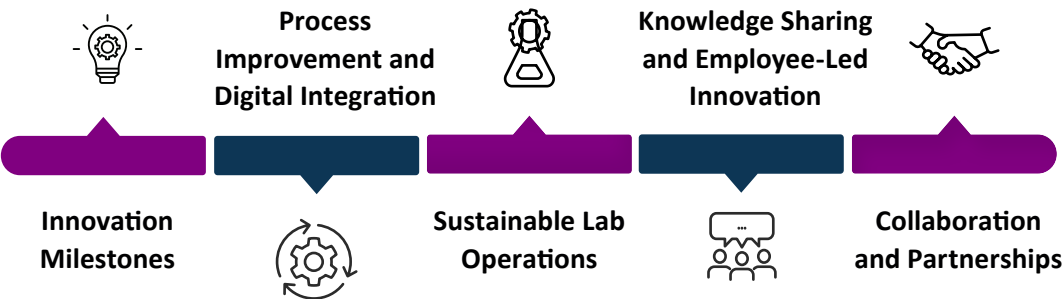 Innovation
Milestones
Process
Improvement and
Digital Integration
Sustainable Lab
Operations
Knowledge Sharing
and Employee-Led
Innovation
...
Collaboration
and Partnerships